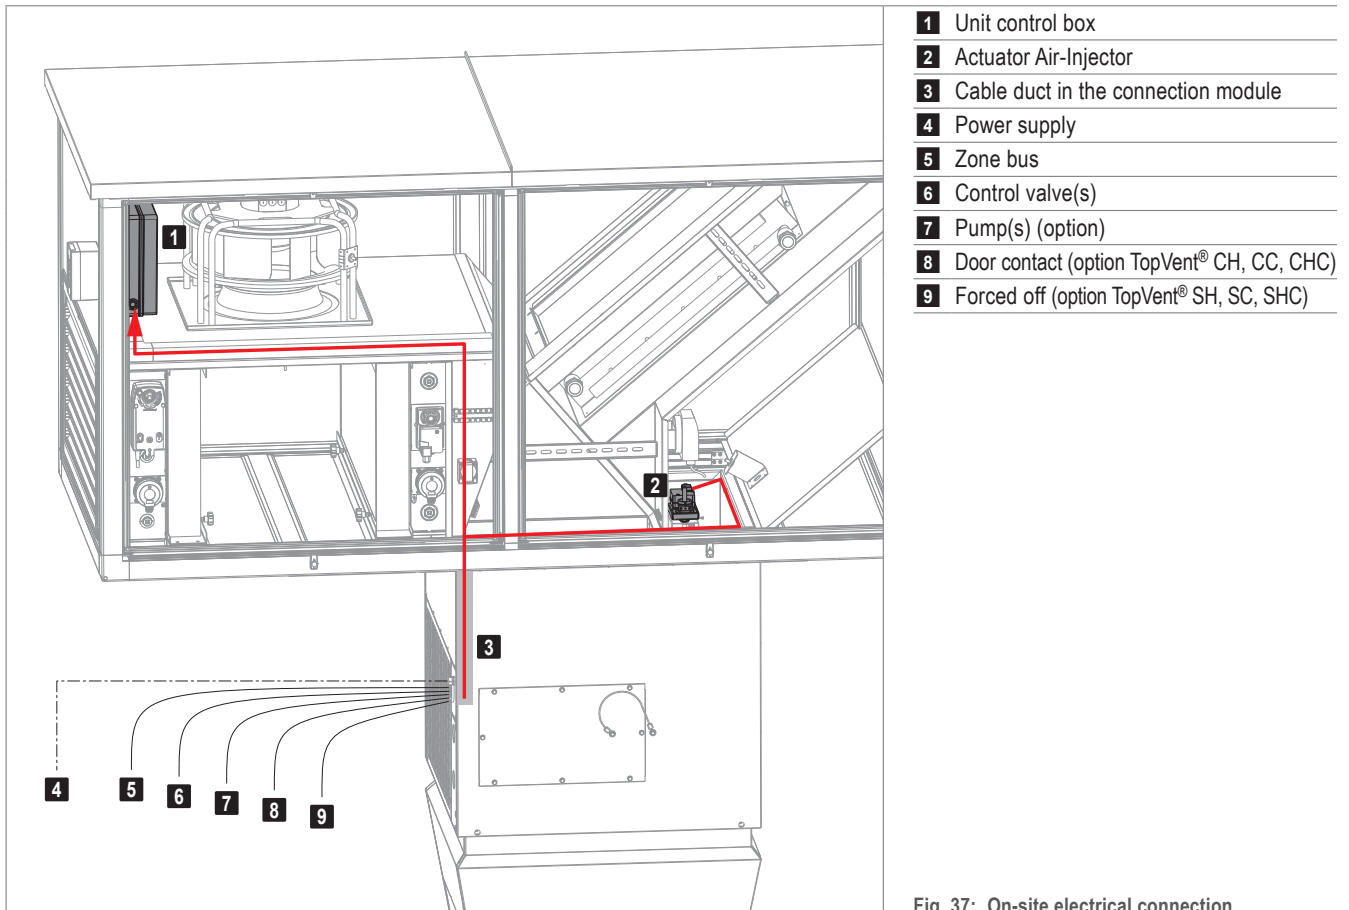 1 Unit control box
2 Actuator Air-Injector
3 Cable duct in the connection module
4 Power supply
5 Zone bus
6 Control valve(s)
7 Pump(s) (option)
8 Door contact (option TopVent® CH, CC, CHC)
9 Forced off (option TopVent® SH, SC, SHC)
1
2
3
4
5
6
7
8
9
Fig. 37: On-site electrical connection